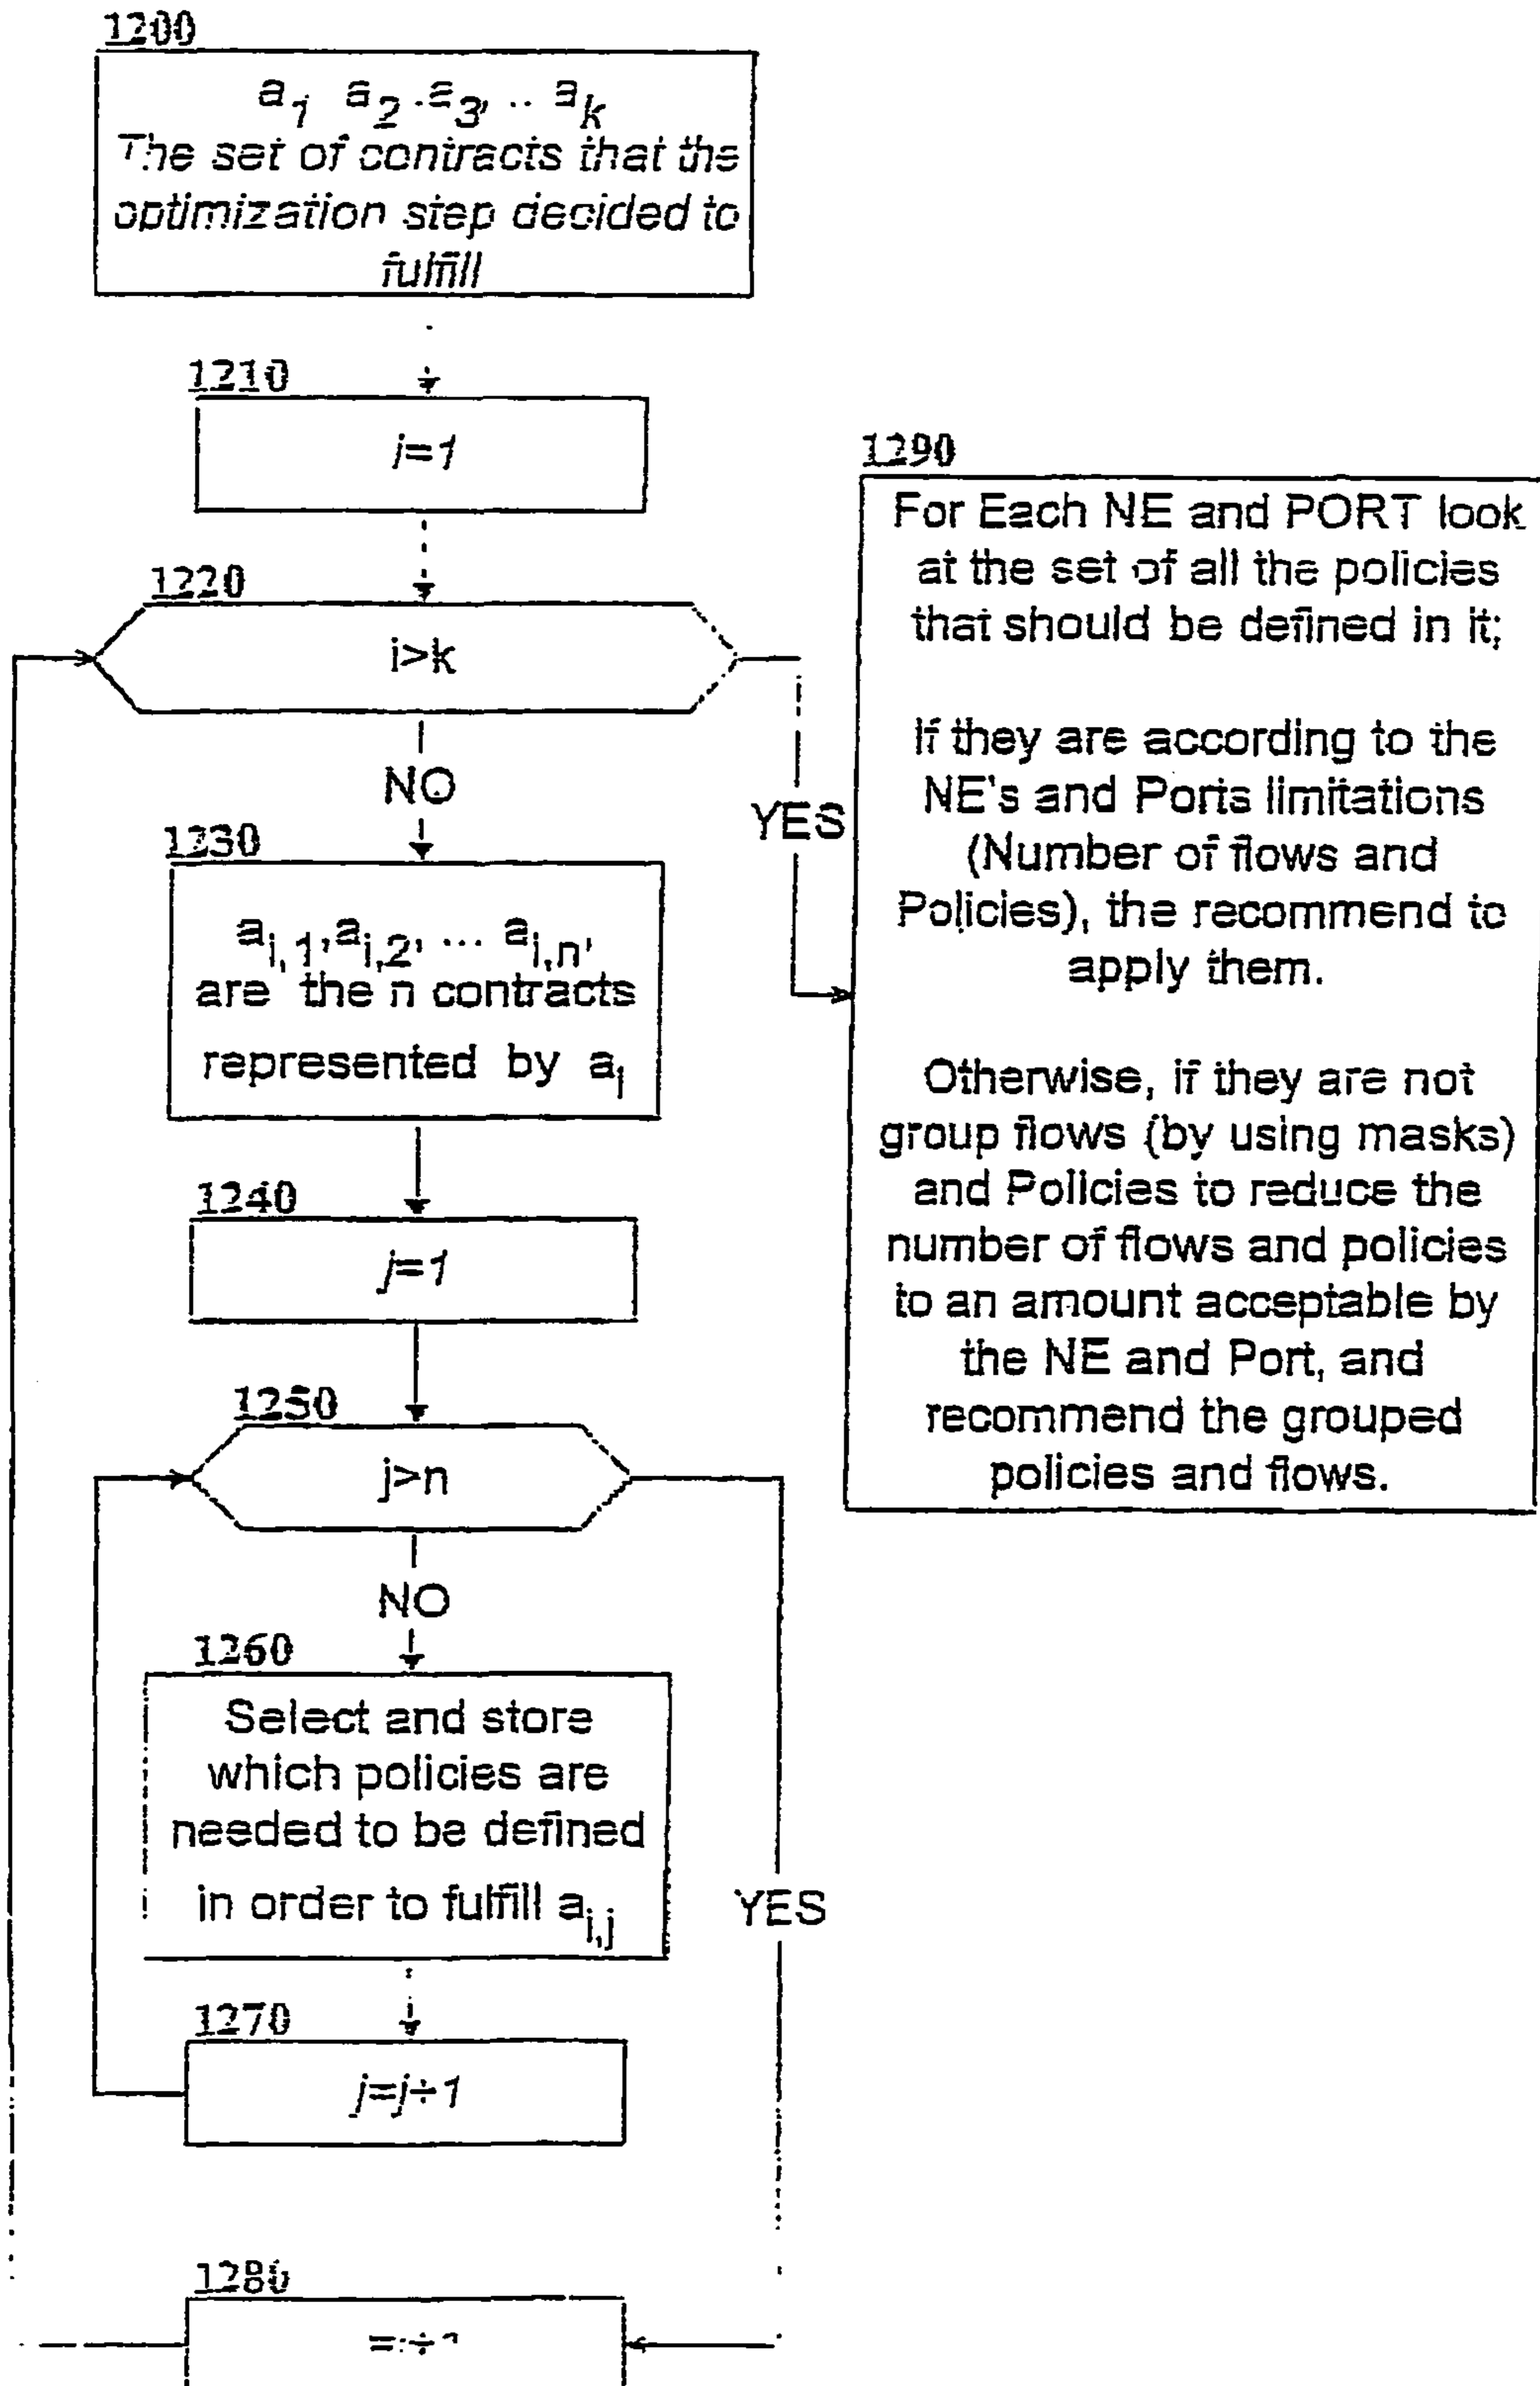 1200
a1 a2 a3, .. ak
The set of contracts that the
optimization step decided to
fulfill
1210
i=1
1220
i>k
NO
YES
1230
ai,1,ai,2, ... ai,n,
are the n contracts
represented by ai
1240
j=1
1250
j>n
NO
1260
Select and store
which policies are
needed to be defined
in order to fulfill ai,j
YES
1270
j=j+1
1280
1290
For Each NE and PORT look
at the set of all the policies
that should be defined in it;
If they are according to the
NE's and Ports limitations
(Number of flows and
Policies), the recommend to
apply them.
Otherwise, if they are not
group flows (by using masks)
and Policies to reduce the
number of flows and policies
to an amount acceptable by
the NE and Port, and
recommend the grouped
policies and flows.